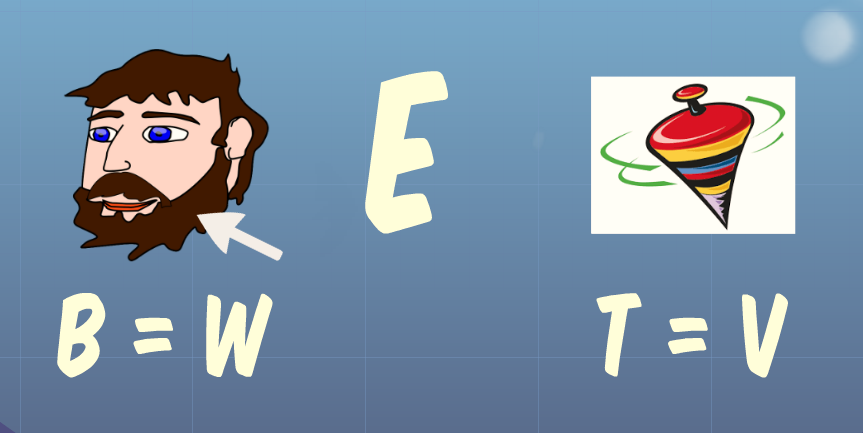 E
B = W
T = V